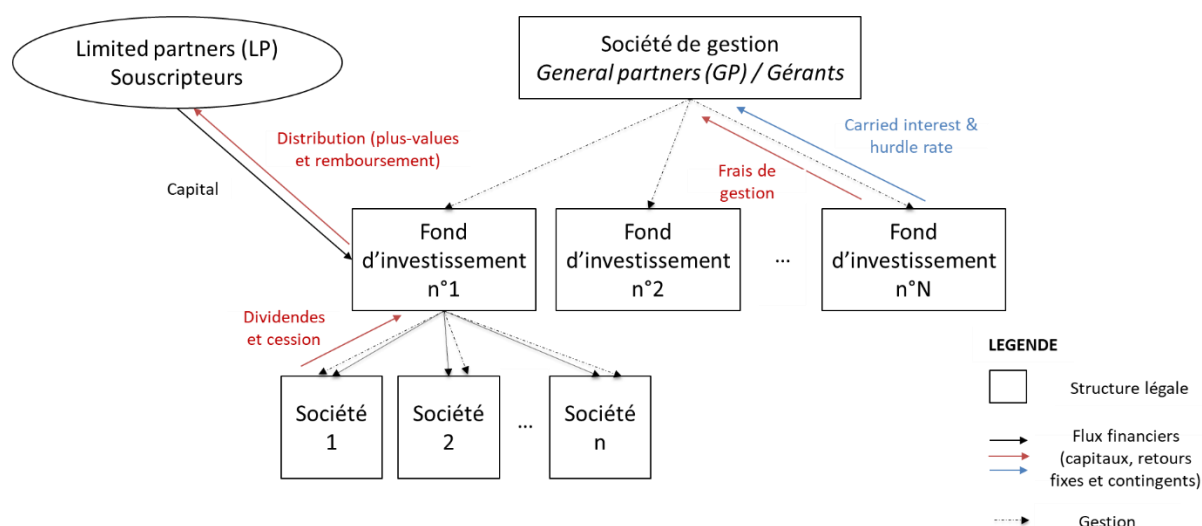 Limited partners (LP)
Souscripteurs
Société de gestion
General partners (GP) / Gérants
Distribution (plus-values
et remboursement)
Capital
Carried interest &
hurdle rate
Frais de
gestion
Fond
d'investissement
n°1
Fond
d'investissement
n°2
...
Fond
d'investissement
n°N
Dividendes
et cession
Société
1
Société
2
...
Société
n
LEGENDE
Structure légale
Flux financiers
(capitaux, retours
fixes et contingents)
Gestion